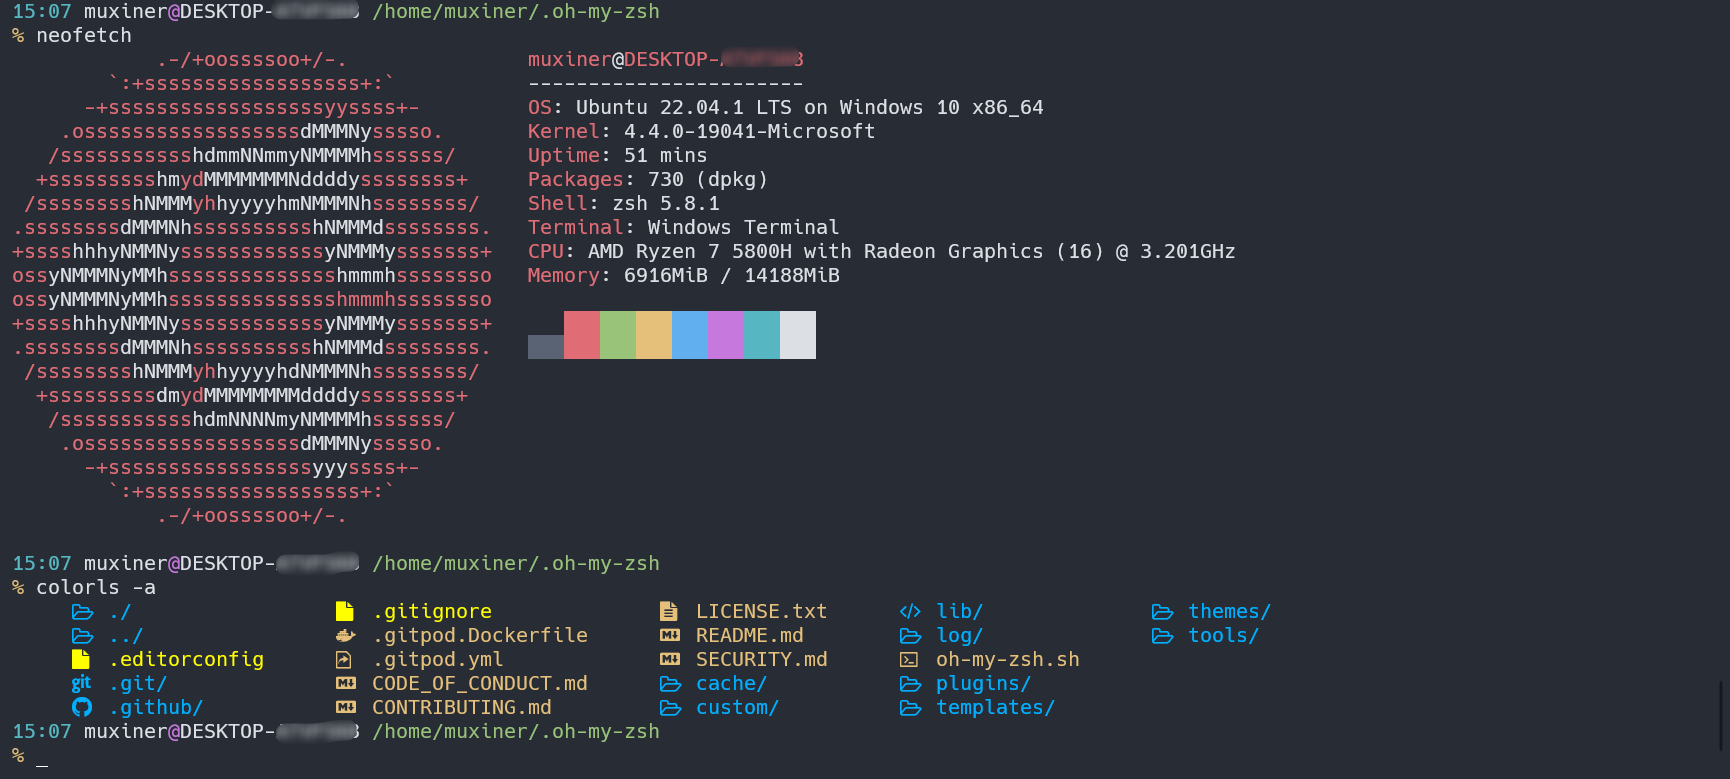 15:07 muxiner@DESKTOP- /home/muxiner/.oh-my-zsh
% neofetch
.-/+oossssoo+/-.
`:+ssssssssssssssssss+:`
-+ssssssssssssssssssyyssss+-
.ossssssssssssssssssdMMMNysssso.
/ssssssssssshdmmNNmmyNMMMMhssssss/
+ssssssssshmydMMMMMMMNddddyssssssss+
/sssssssshNMMMyhhyyyyhmNMMMNhssssssss/
.ssssssssdMMMNhsssssssssshNMMMdssssssss.
+sssshhhyNMMNyssssssssssssyNMMMysssssss+
ossyNMMMNyMMhsssssssssssssshmmmhssssssso
ossyNMMMNyMMhsssssssssssssshmmmhssssssso
+sssshhhyNMMNyssssssssssssyNMMMysssssss+
.ssssssssdMMMNhsssssssssshNMMMdssssssss.
/sssssssshNMMMyhhyyyyhdNMMMNhssssssss/
+sssssssssdmydMMMMMMMMddddyssssssss+
/ssssssssssshdmNNNNmyNMMMMhssssss/
.ossssssssssssssssssdMMMNysssso.
-+sssssssssssssssssyyyssss+-
`:+ssssssssssssssssss+:`
.-/+oossssoo+/-.
muxiner@DESKTOP-
-----------------------
OS: Ubuntu 22.04.1 LTS on Windows 10 x86_64
Kernel: 4.4.0-19041-Microsoft
Uptime: 51 mins
Packages: 730 (dpkg)
Shell: zsh 5.8.1
Terminal: Windows Terminal
CPU: AMD Ryzen 7 5800H with Radeon Graphics (16) @ 3.201GHz
Memory: 6916MiB / 14188MiB
15:07 muxiner@DESKTOP- /home/muxiner/.oh-my-zsh
% colorls -a
./ .gitignore LICENSE.txt lib/ themes/
../ .gitpod.Dockerfile README.md log/ tools/
.editorconfig .gitpod.yml SECURITY.md oh-my-zsh.sh
git .git/ CODE_OF_CONDUCT.md cache/ plugins/
.github/ CONTRIBUTING.md custom/ templates/
15:07 muxiner@DESKTOP- /home/muxiner/.oh-my-zsh
% _